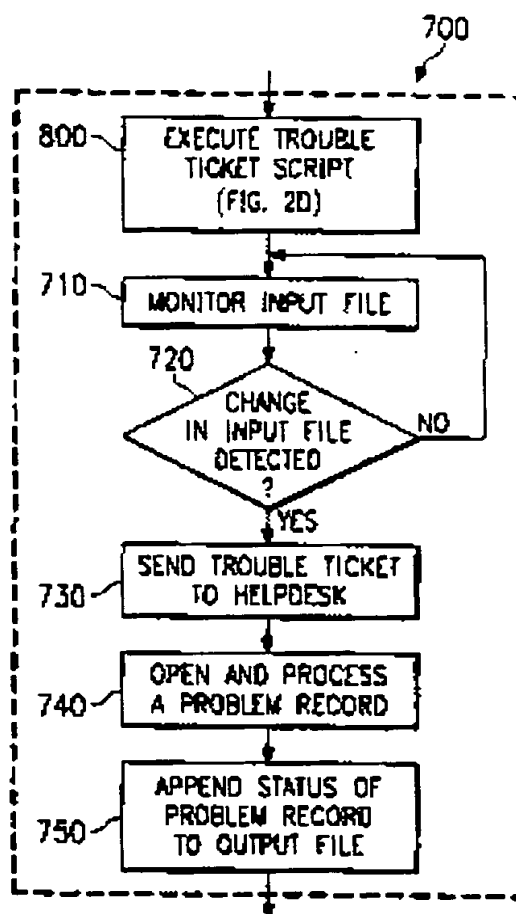 700
800
EXECUTE TROUBLE
TICKET SCRIPT
(FIG. 2D)
710
MONITOR INPUT FILE
720
CHANGE
IN INPUT FILE
DETECTED
?
NO
YES
730
SEND TROUBLE TICKET
TO HELPDESK
740
OPEN AND PROCESS
A PROBLEM RECORD
750
APPEND STATUS OF
PROBLEM RECORD
TO OUTPUT FILE